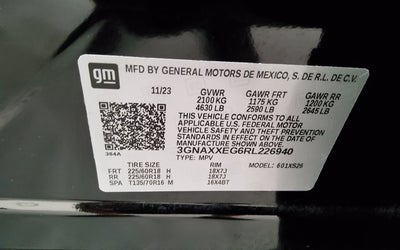 gm
MFD BY GENERAL MOTORS DE MEXICO, S. DE R.L. DE C.V.
11/23 GVWR GAWR FRT GAWR RR
2100 KG 1175 KG 1200 KG
4630 LB 2590 LB 2645 LB
THIS VEHICLE CONFORMS TO ALL
APPLICABLE U.S. FEDERAL MOTOR
VEHICLE SAFETY STANDARDS
IN EFFECT ON THE DATE OF
MANUFACTURE SHOWN ABOVE.
3GNAXXEG6RL226940
384A TYPE: MPV MODEL: 601XS26
TIRE SIZE RIM
FRT 225/60R18 H 18X7J
RR 225/60R18 H 18X7J
SPA T135/70R16 M 16X4BT